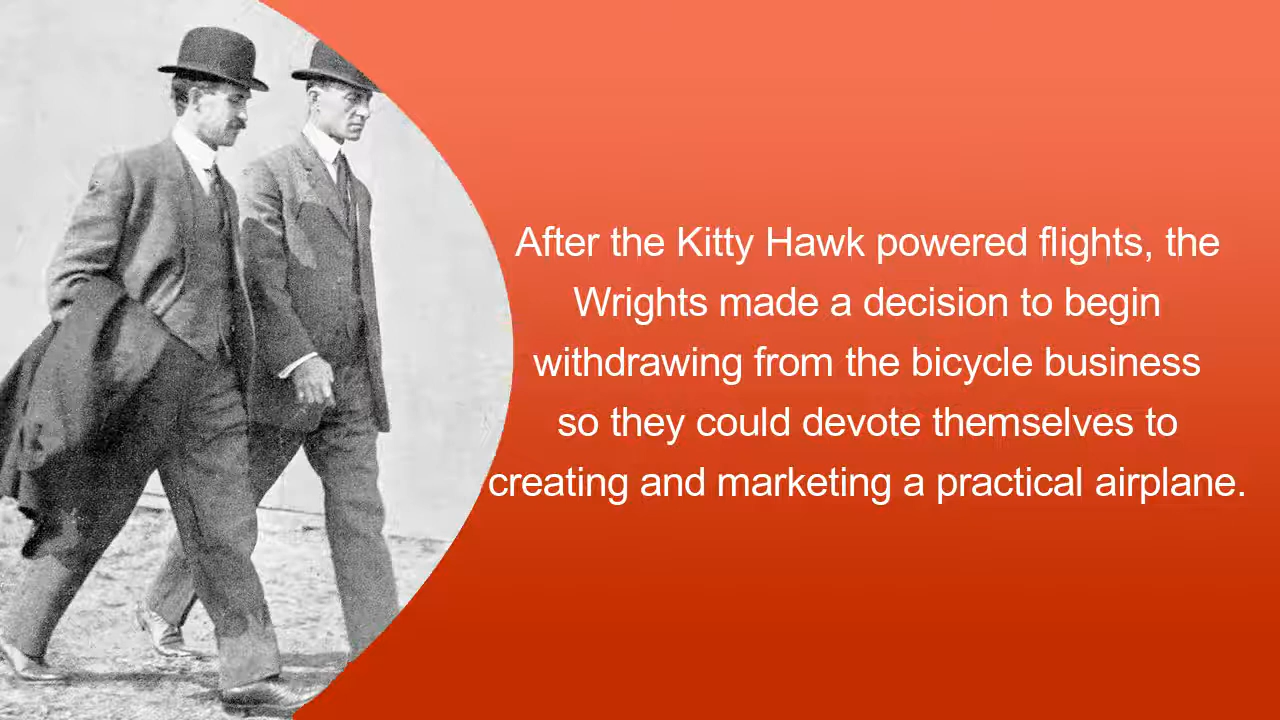 After the Kitty Hawk powered flights, the
Wrights made a decision to begin
withdrawing from the bicycle business
so they could devote themselves to
creating and marketing a practical airplane.